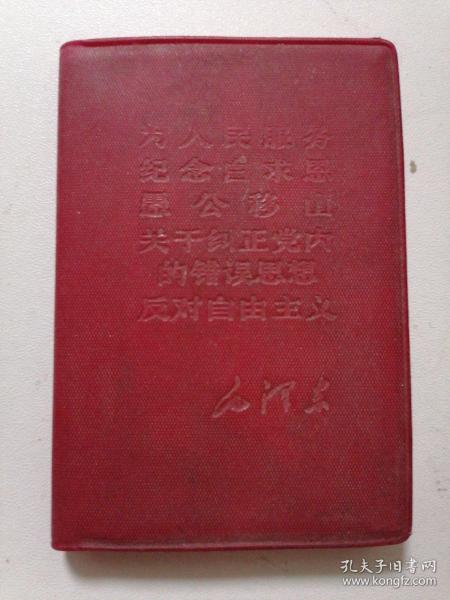 为人民服务
纪念白求恩
愚公移山
关于纠正党内
的错误思想
反对自由主义
毛泽东
孔夫子旧书网
www.kongfz.com